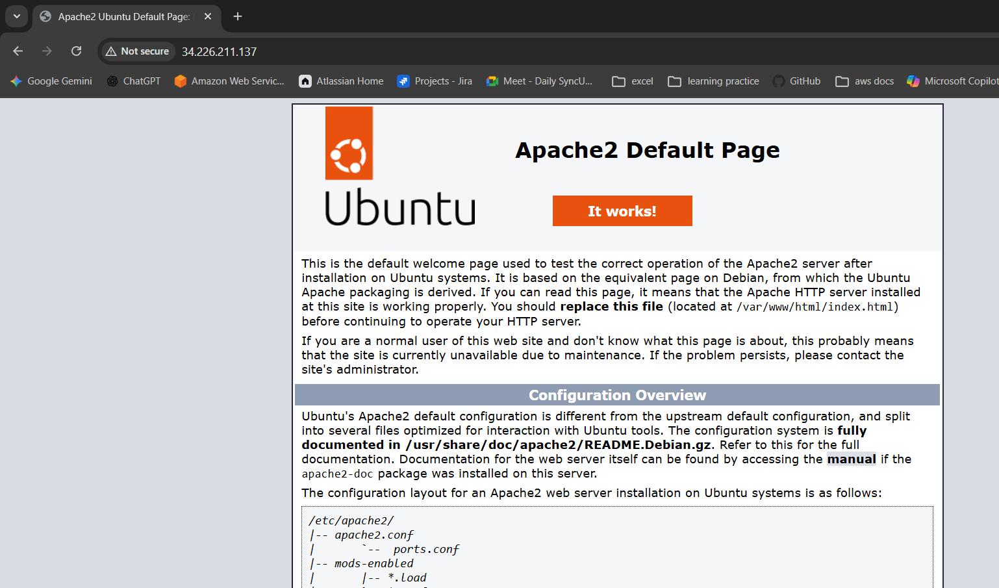 Apache2 Ubuntu Default Page:
Not secure 34.226.211.137
Google Gemini ChatGPT Amazon Web Servic... Atlassian Home Projects - Jira Meet - Daily SyncU... excel learning practice GitHub aws docs Microsoft Copilot
Apache2 Default Page
Ubuntu
It works!
This is the default welcome page used to test the correct operation of the Apache2 server after
installation on Ubuntu systems. It is based on the equivalent page on Debian, from which the Ubuntu
Apache packaging is derived. If you can read this page, it means that the Apache HTTP server installed
at this site is working properly. You should replace this file (located at /var/www/html/index.html)
before continuing to operate your HTTP server.
If you are a normal user of this web site and don't know what this page is about, this probably means
that the site is currently unavailable due to maintenance. If the problem persists, please contact the
site's administrator.
Configuration Overview
Ubuntu's Apache2 default configuration is different from the upstream default configuration, and split
into several files optimized for interaction with Ubuntu tools. The configuration system is fully
documented in /usr/share/doc/apache2/README.Debian.gz. Refer to this for the full
documentation. Documentation for the web server itself can be found by accessing the manual if the
apache2-doc package was installed on this server.
The configuration layout for an Apache2 web server installation on Ubuntu systems is as follows:
/etc/apache2/
|-- apache2.conf
|       `--  ports.conf
|-- mods-enabled
|       |-- *.load